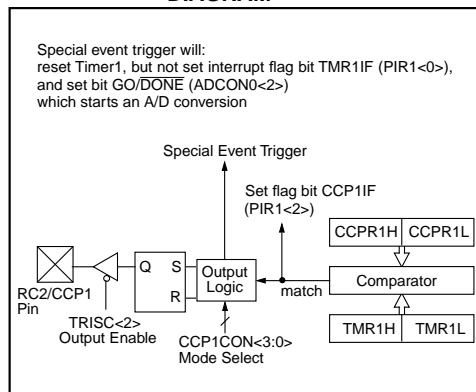 DIAGRAM
Special event trigger will:
reset Timer1, but not set interrupt flag bit TMR1IF (PIR1<0>),
and set bit GO/DONE (ADCON0<2>)
which starts an A/D conversion
Special Event Trigger
Set flag bit CCP1IF
(PIR1<2>)
CCPR1H CCPR1L
Q S
Output
Logic
R
match
Comparator
RC2/CCP1
Pin
TRISC<2>
Output Enable
CCP1CON<3:0>
Mode Select
TMR1H TMR1L